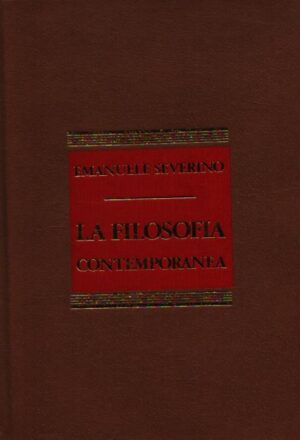 EMANUELE SEVERINO
LA FILOSOFIA
CONTEMPORANEA